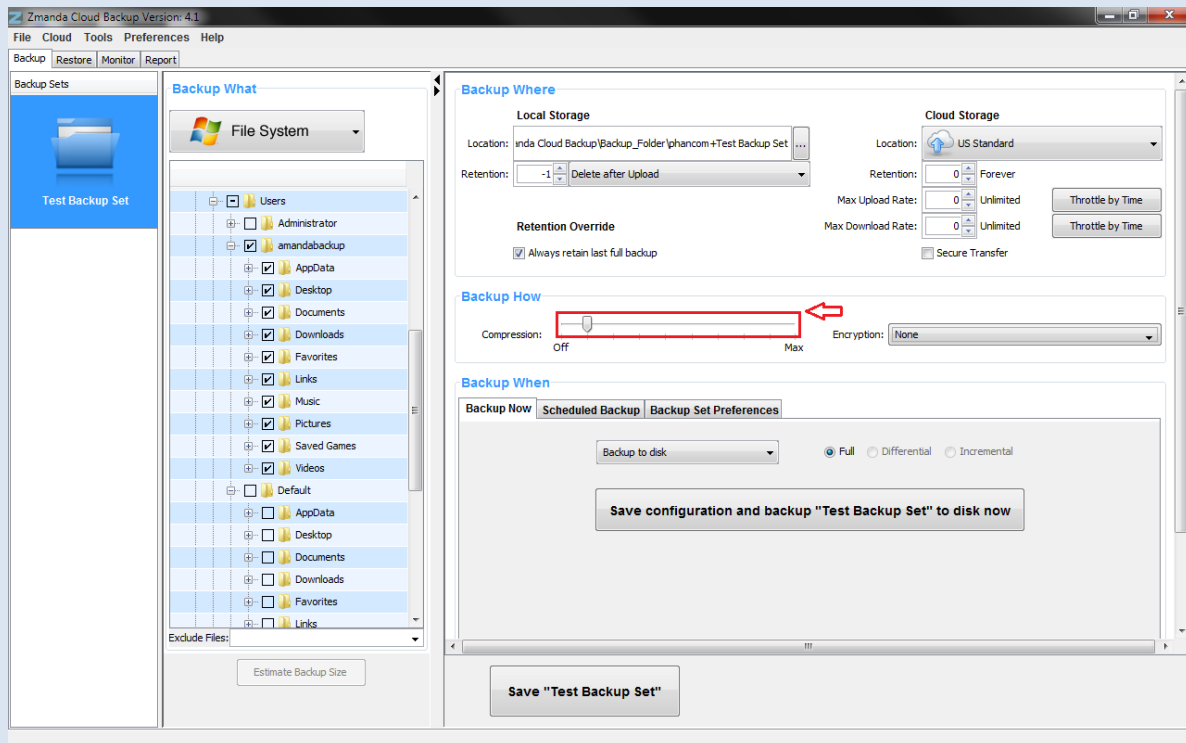 Zmanda Cloud Backup Version: 4.1
File Cloud Tools Preferences Help
Backup Restore Monitor Report
Backup Sets
Test Backup Set
Backup What
File System
Users
Administrator
amandabackup
AppData
Desktop
Documents
Downloads
Favorites
Links
Music
Pictures
Saved Games
Videos
Default
AppData
Desktop
Documents
Downloads
Favorites
Links
Exclude Files:
Estimate Backup Size
Backup Where
Local Storage
Location: nda Cloud Backup\Backup_Folder\phancom+Test Backup Set ...
Retention: -1 Delete after Upload
Retention Override
Always retain last full backup
Cloud Storage
Location: US Standard
Retention: 0 Forever
Max Upload Rate: 0 Unlimited Throttle by Time
Max Download Rate: 0 Unlimited Throttle by Time
Secure Transfer
Backup How
Compression:
Off Max
Encryption: None
Backup When
Backup Now Scheduled Backup Backup Set Preferences
Backup to disk Full Differential Incremental
Save configuration and backup "Test Backup Set" to disk now
Save "Test Backup Set"